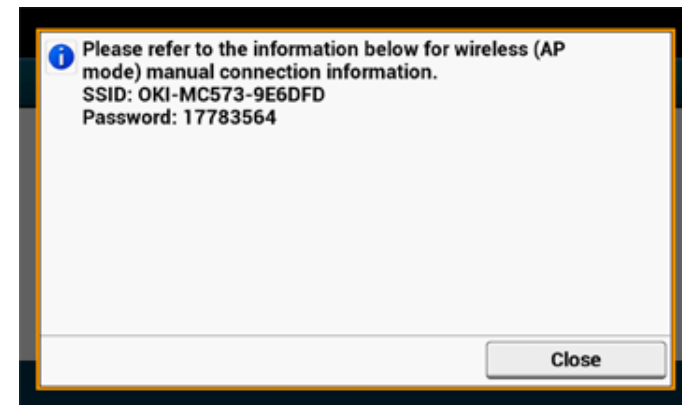 Please refer to the information below for wireless (AP
mode) manual connection information.
SSID: OKI-MC573-9E6DFD
Password: 17783564
Close